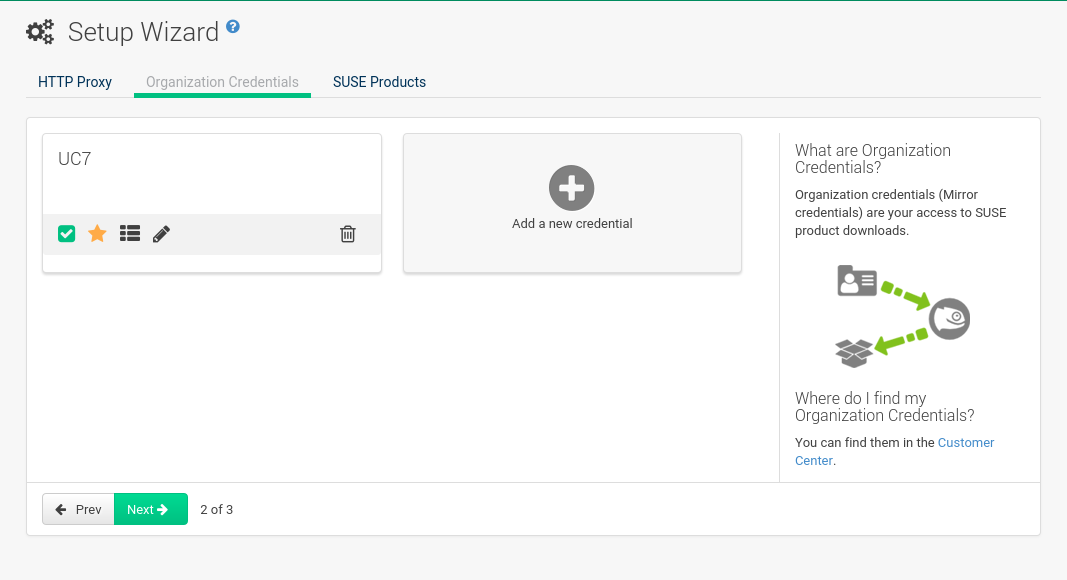 Setup Wizard ?
HTTP Proxy
Organization Credentials
SUSE Products
UC7
Add a new credential
What are Organization
Credentials?
Organization credentials (Mirror
credentials) are your access to SUSE
product downloads.
Where do I find my
Organization Credentials?
You can find them in the Customer
Center.
Prev
Next
2 of 3